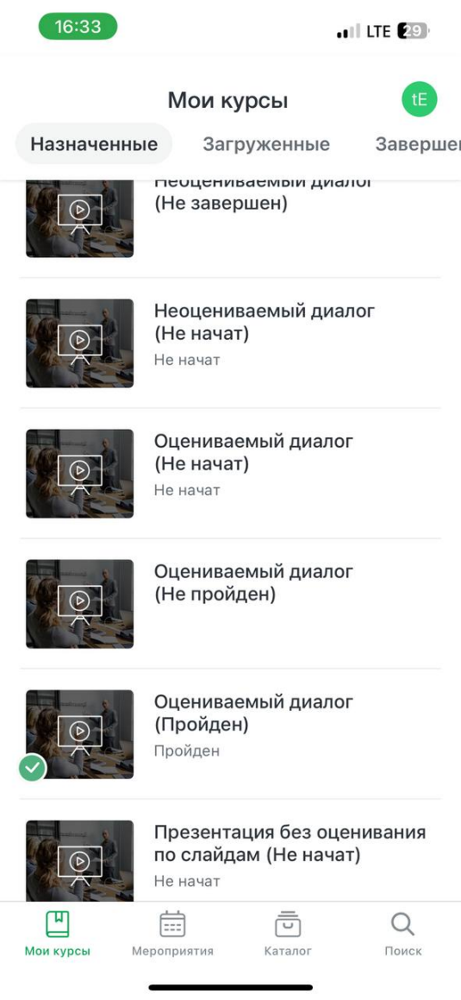 16:33
LTE
29
Мои курсы
tE
Назначенные
Загруженные
Заверше
Неоцениваемый диалог
(Не завершен)
Неоцениваемый диалог
(Не начат)
Не начат
Оцениваемый диалог
(Не начат)
Не начат
Оцениваемый диалог
(Не пройден)
Оцениваемый диалог
(Пройден)
Пройден
Презентация без оценивания
по слайдам (Не начат)
Не начат
Мои курсы
Мероприятия
Каталог
Поиск